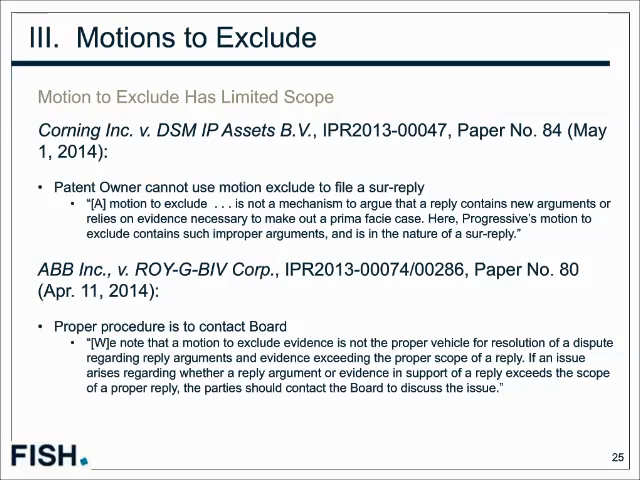 III. Motions to Exclude
Motion to Exclude Has Limited Scope
Corning Inc. v. DSM IP Assets B.V., IPR2013-00047, Paper No. 84 (May
1, 2014):
• Patent Owner cannot use motion exclude to file a sur-reply
• “[A] motion to exclude . . . is not a mechanism to argue that a reply contains new arguments or
relies on evidence necessary to make out a prima facie case. Here, Progressive’s motion to
exclude contains such improper arguments, and is in the nature of a sur-reply.”
ABB Inc., v. ROY-G-BIV Corp., IPR2013-00074/00286, Paper No. 80
(Apr. 11, 2014):
• Proper procedure is to contact Board
• “[W]e note that a motion to exclude evidence is not the proper vehicle for resolution of a dispute
regarding reply arguments and evidence exceeding the proper scope of a reply. If an issue
arises regarding whether a reply argument or evidence in support of a reply exceeds the scope
of a proper reply, the parties should contact the Board to discuss the issue.”
FISH.
25